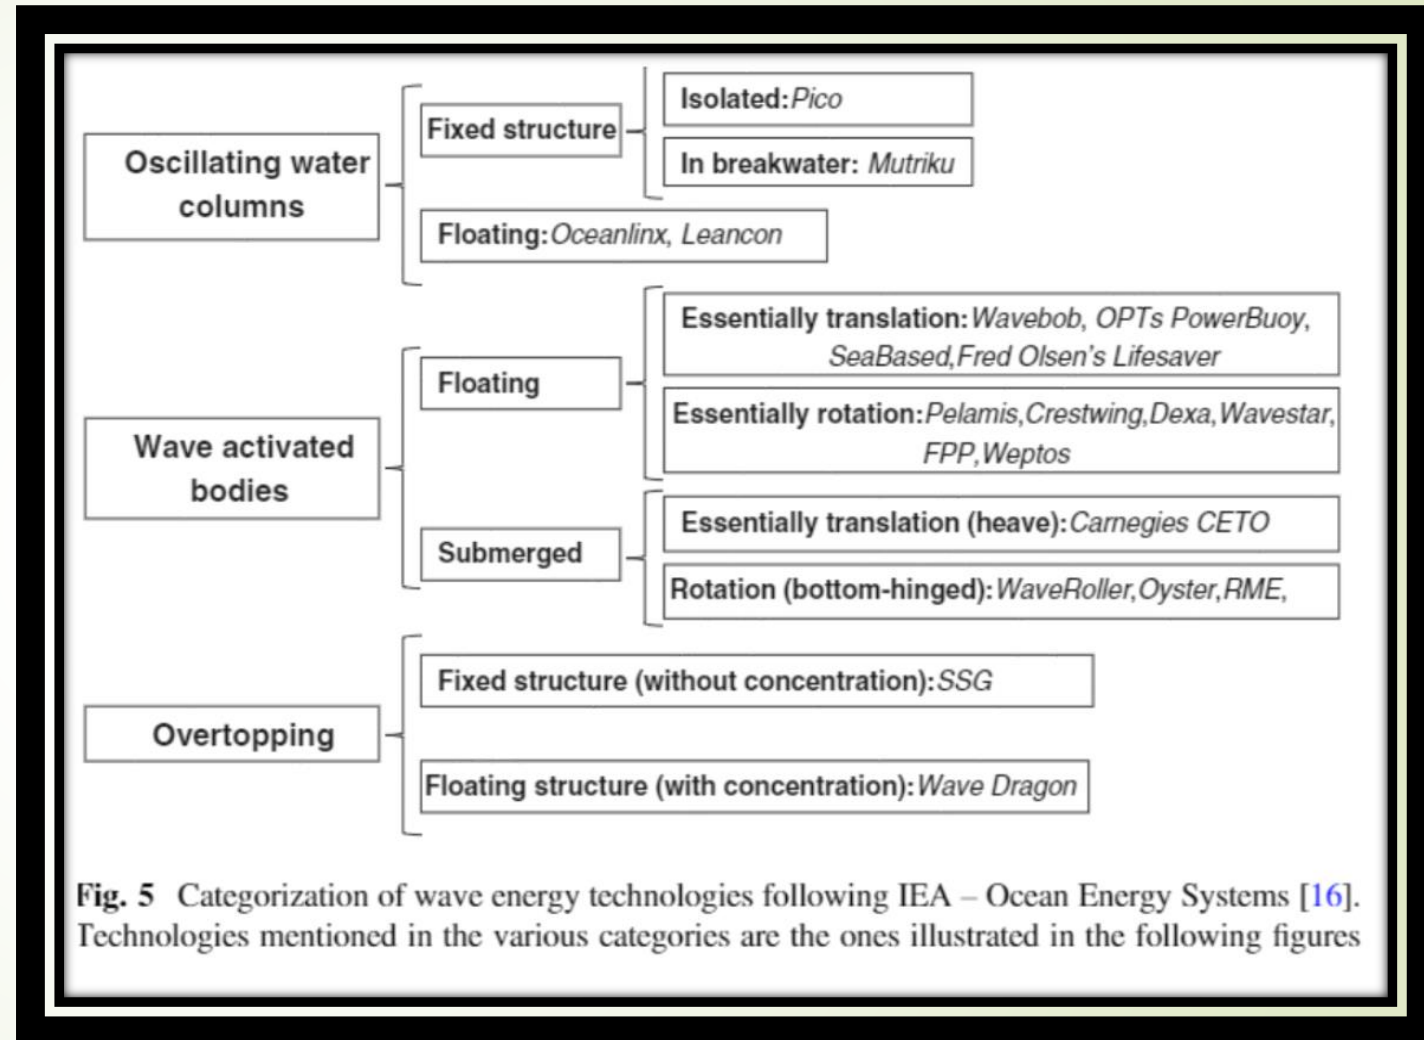 Oscillating water
columns
Fixed structure
Isolated: Pico
In breakwater: Mutriku
Floating: Oceanlinx, Leancon
Wave activated
bodies
Floating
Essentially translation: Wavebob, OPTs PowerBuoy,
SeaBased, Fred Olsen's Lifesaver
Essentially rotation: Pelamis, Crestwing, Dexa, Wavestar,
FPP, Weptos
Submerged
Essentially translation (heave): Carnegies CETO
Rotation (bottom-hinged): WaveRoller, Oyster, RME,
Overtopping
Fixed structure (without concentration): SSG
Floating structure (with concentration): Wave Dragon
Fig. 5 Categorization of wave energy technologies following IEA – Ocean Energy Systems [16].
Technologies mentioned in the various categories are the ones illustrated in the following figures